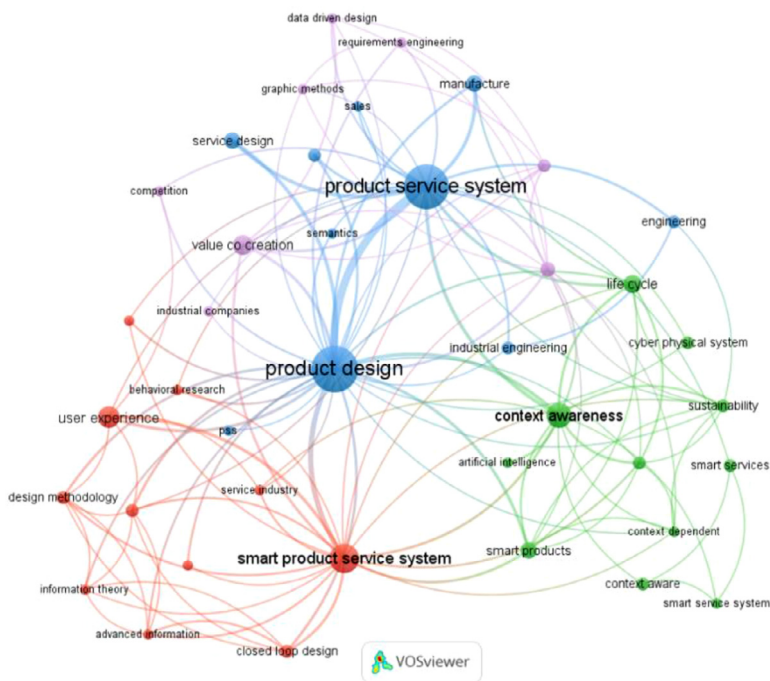 data driven design
requirements engineering
graphic methods
manufacture
sales
service design
product service system
competition
engineering
semantics
value co creation
life cycle
industrial companies
cyber physical system
industrial engineering
product design
behavioral research
sustainability
context awareness
user experience
pss
artificial intelligence
smart services
service industry
design methodology
context dependent
smart products
smart product service system
context aware
information theory
smart service system
advanced information
closed loop design
VOSviewer